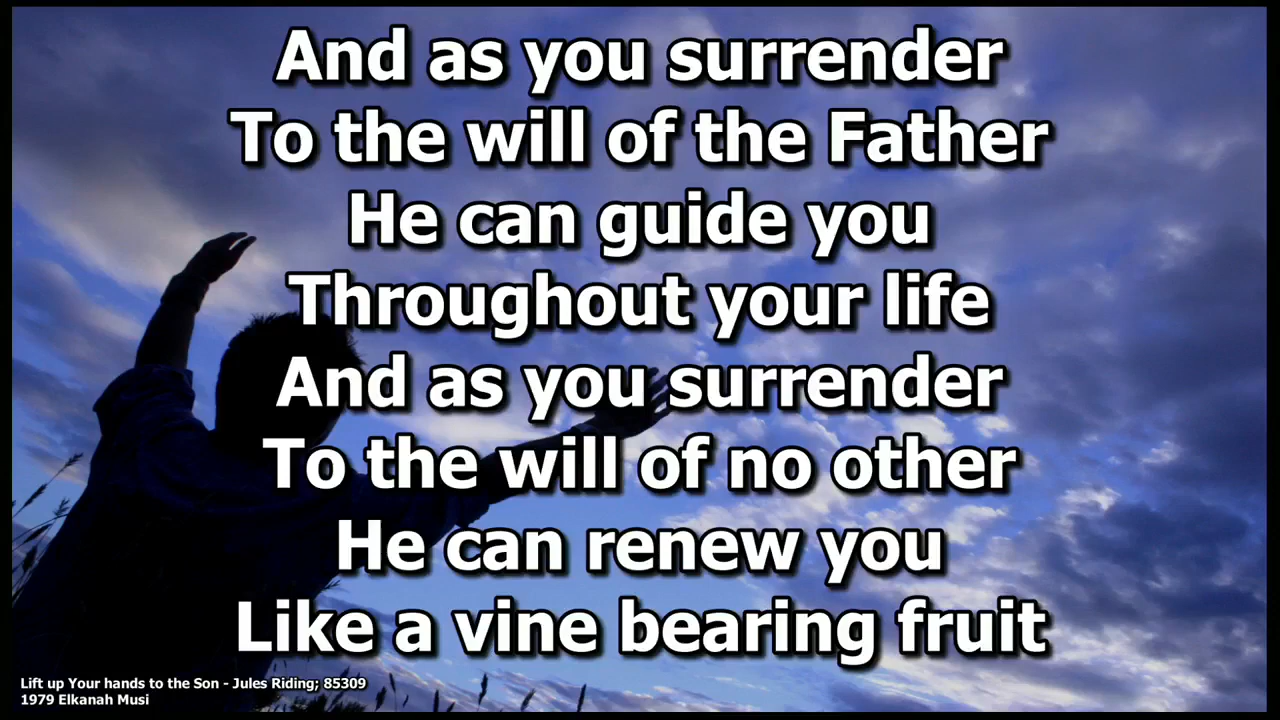 And as you surrender
To the will of the Father
He can guide you
Throughout your life
And as you surrender
To the will of no other
He can renew you
Like a vine bearing fruit
Lift up Your hands to the Son - Jules Riding; 85309
1979 Elkanah Musi